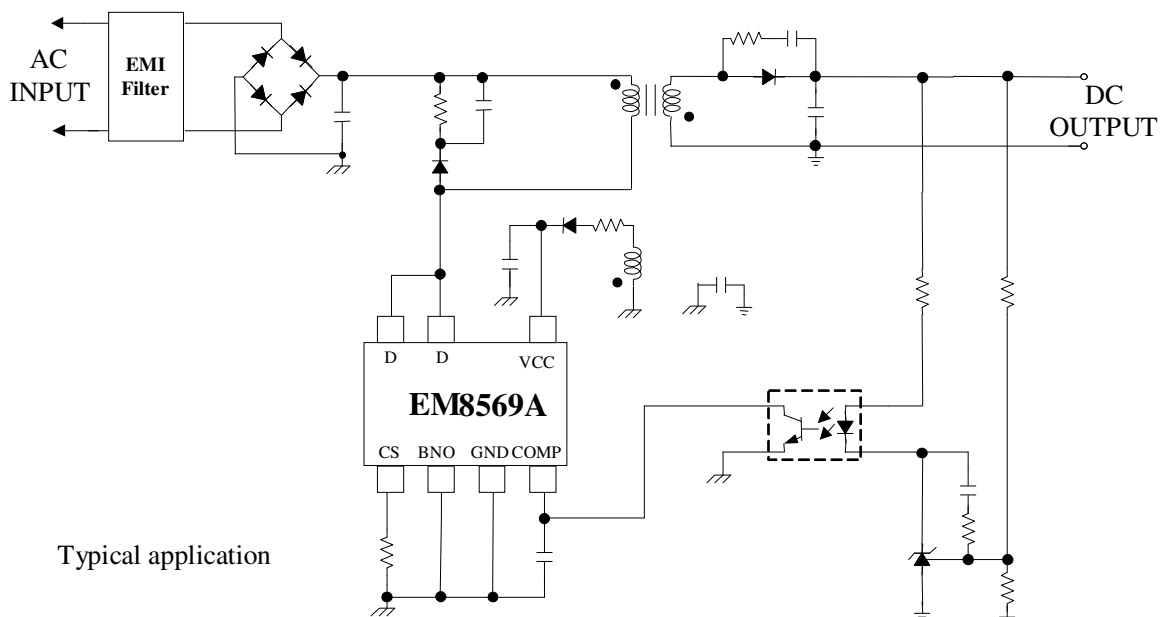 AC
INPUT
EMI
Filter
DC
OUTPUT
D D VCC
EM8569A
CS BNO GND COMP
Typical application